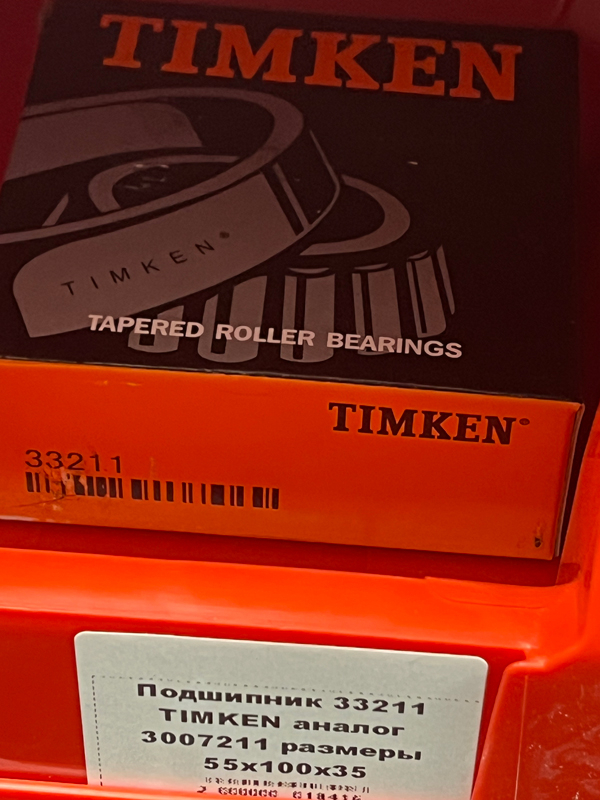 TIMKEN
TIMKEN®
TAPERED ROLLER BEARINGS
TIMKEN®
33211
Подшипник 33211
TIMKEN аналог
3007211 размеры
55x100x35